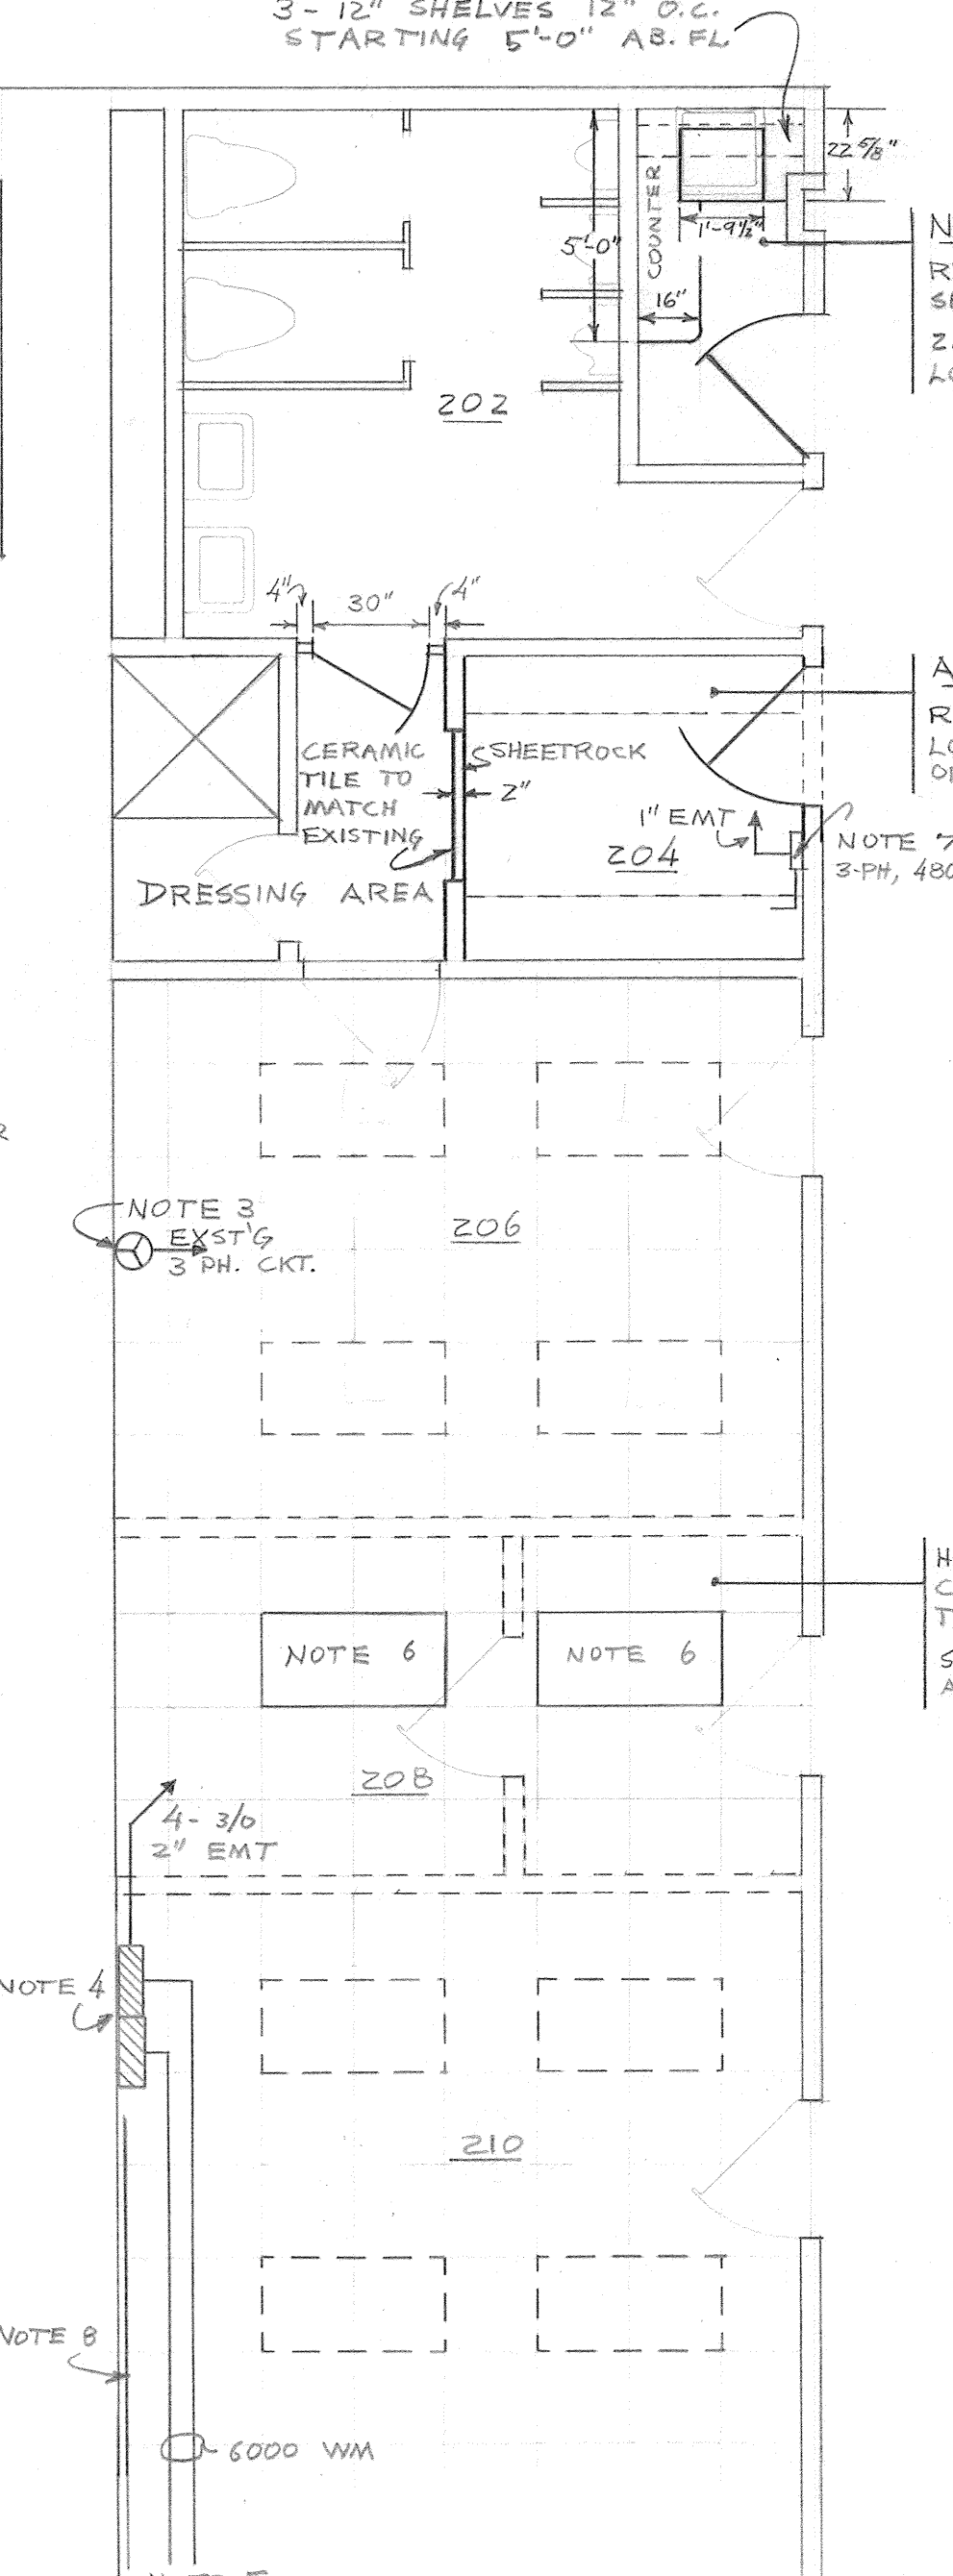 3- 12" SHELVES 12" O.C.
STARTING 5'-0" AB. FL.
22 5/8"
COUNTER
1'-9½"
5'-0"
16"
202
4"
30"
4"
CERAMIC
TILE TO
MATCH
EXISTING
SHEETROCK
2"
1" EMT
204
NOTE 7
3-PH, 480
DRESSING AREA
NOTE 3
EXST'G
3 PH. CKT.
206
NOTE 6
NOTE 6
208
4- 3/0
2" EMT
NOTE 4
210
NOTE 8
6000 WM